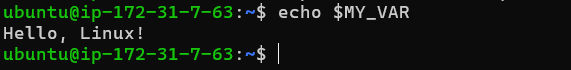 ubuntu@ip-172-31-7-63:~$ echo $MY_VAR
Hello, Linux!
ubuntu@ip-172-31-7-63:~$